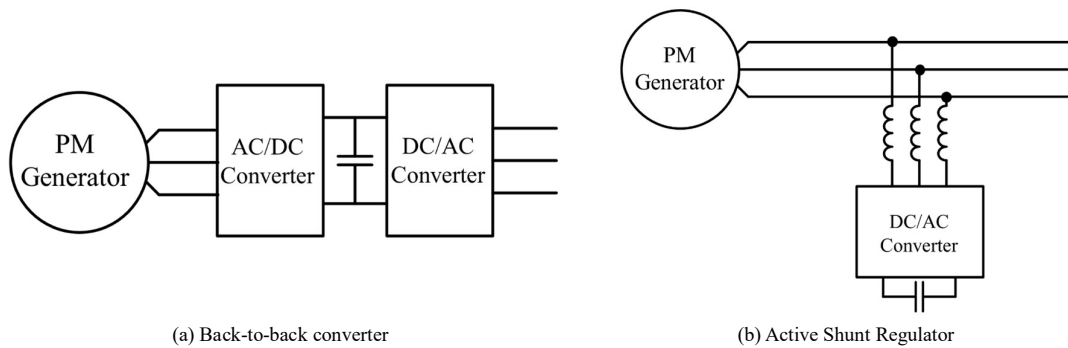 PM
Generator
AC/DC
Converter
DC/AC
Converter
(a) Back-to-back converter
PM
Generator
DC/AC
Converter
(b) Active Shunt Regulator